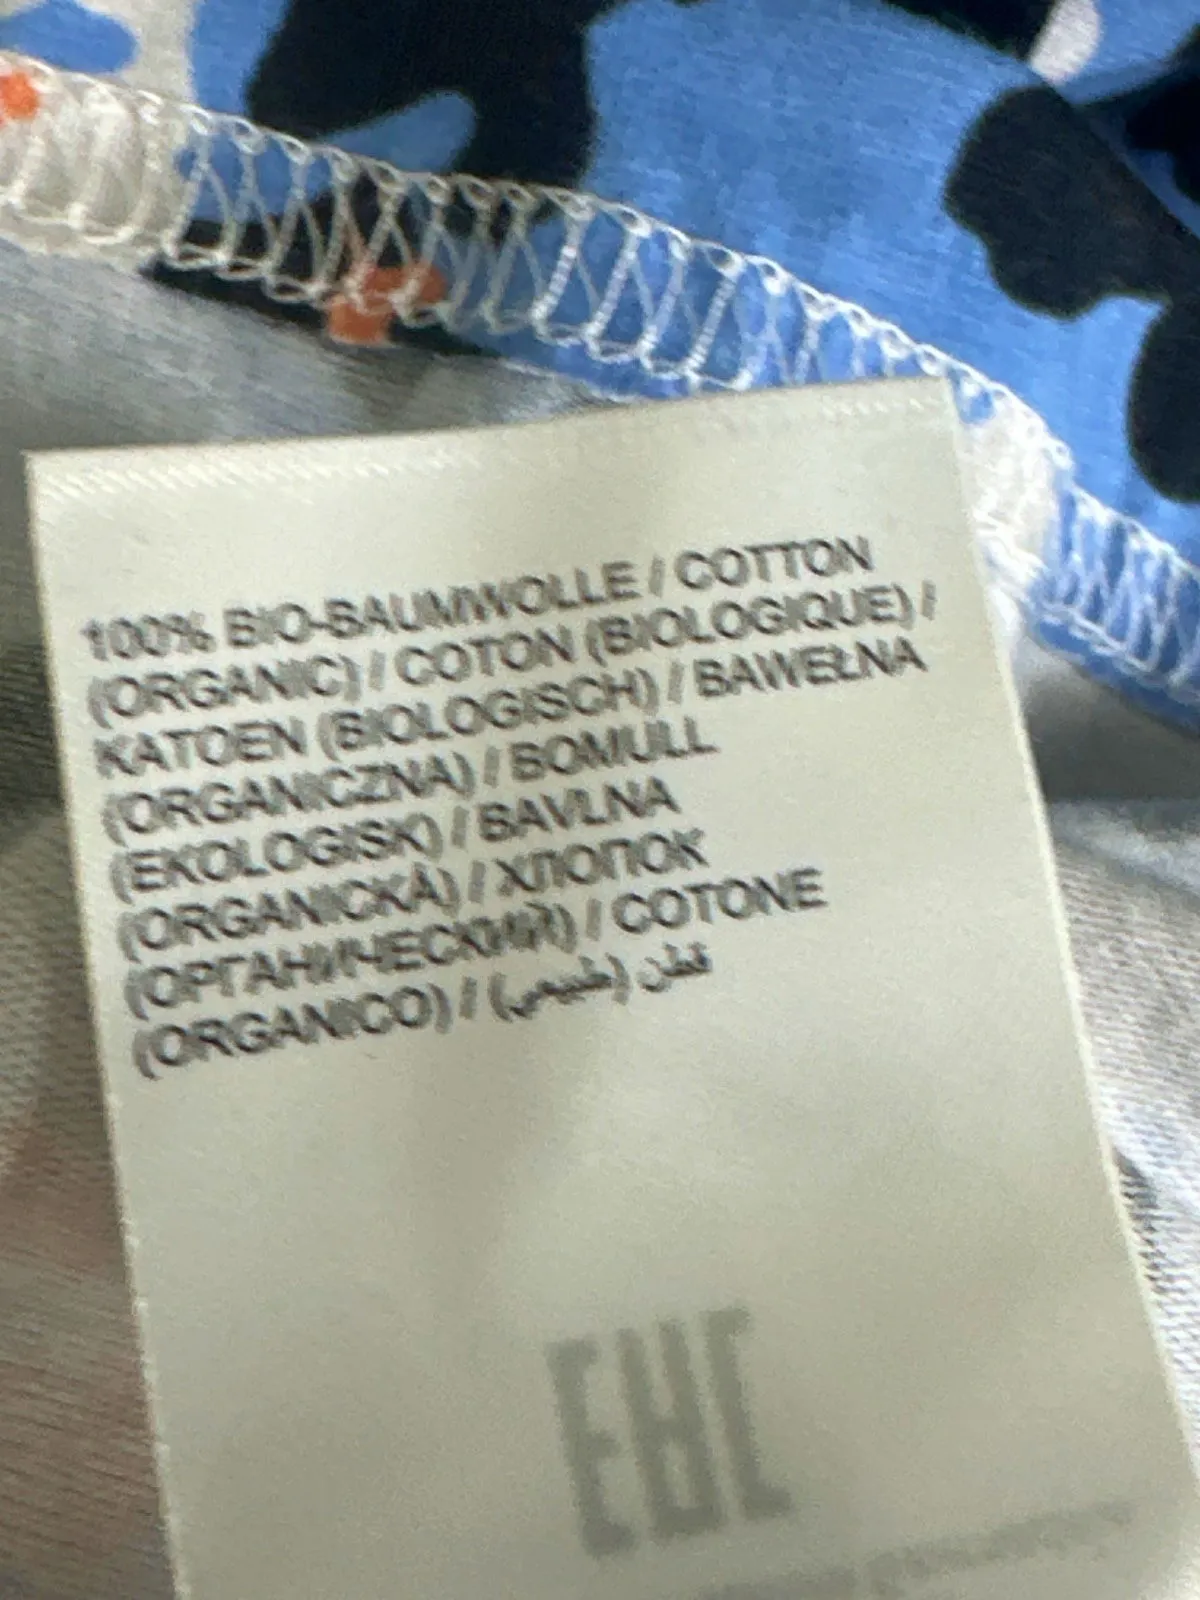 100% BIO-BAUMWOLLE / COTTON
(ORGANIC) / COTON (BIOLOGIQUE) /
KATOEN (BIOLOGISCH) / BAWEŁNA
(ORGANICZNA) / BOMULL
(EKOLOGISK) / BAVLNA
(ORGANICKÁ) / ХЛОПОК
(ОРГАНИЧЕСКИЙ) / COTONE
(ORGANICO) / قطن (طبيعي)
EAC